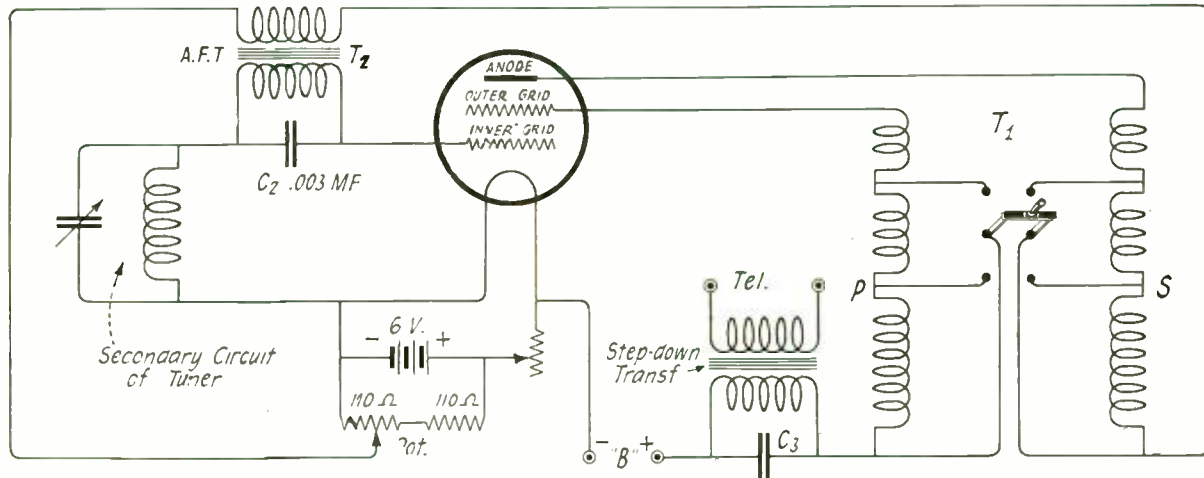 A.F.T
T₂
ANODE
OUTER GRID
INNER GRID
C₂ .003 MF
T₁
Secondary Circuit
of Tuner
- 6 V. +
110 Ω 110 Ω
Tel.
Step-down
Transf
- "B" +
C₃
P
S